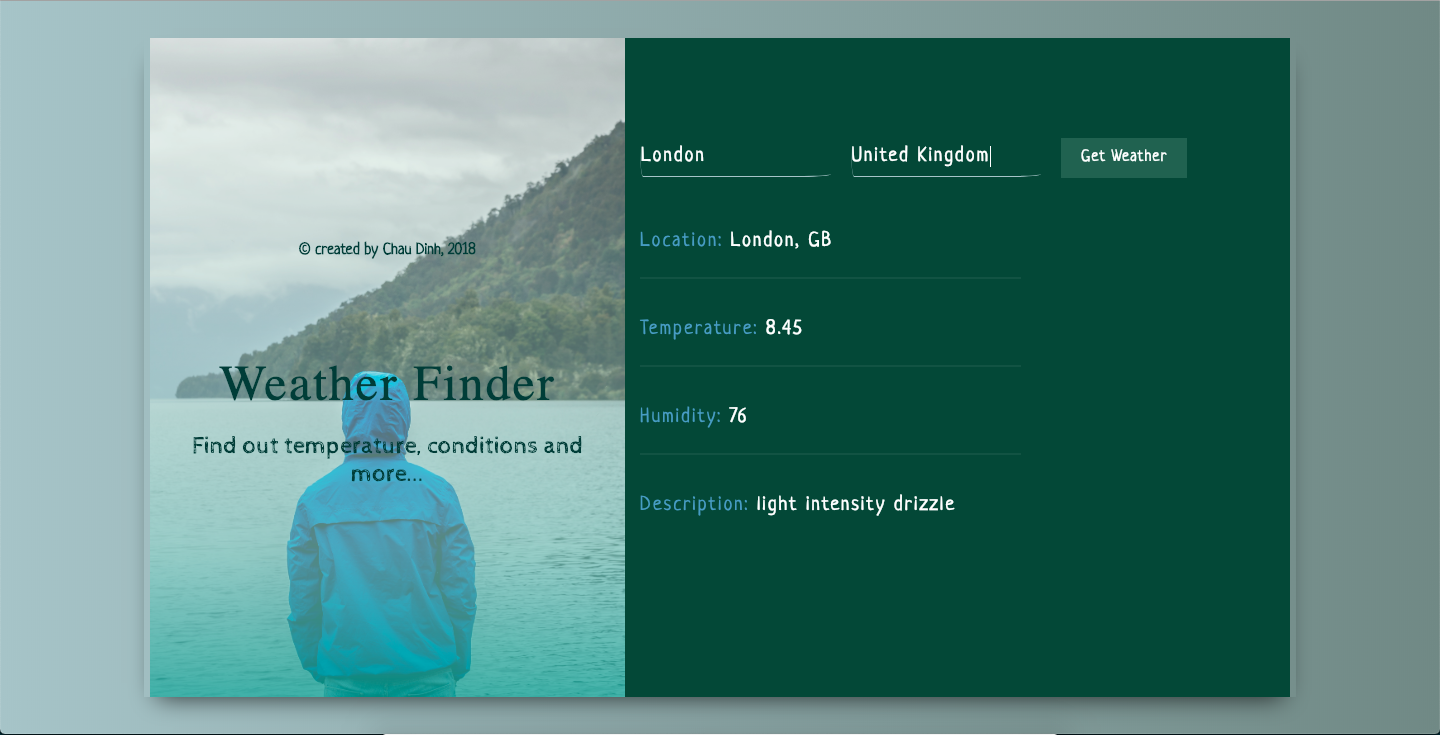 © created by Chau Dinh, 2018
Weather Finder
Find out temperature, conditions and
more...
London
United Kingdom
Get Weather
Location: London, GB
Temperature: 8.45
Humidity: 76
Description: light intensity drizzle